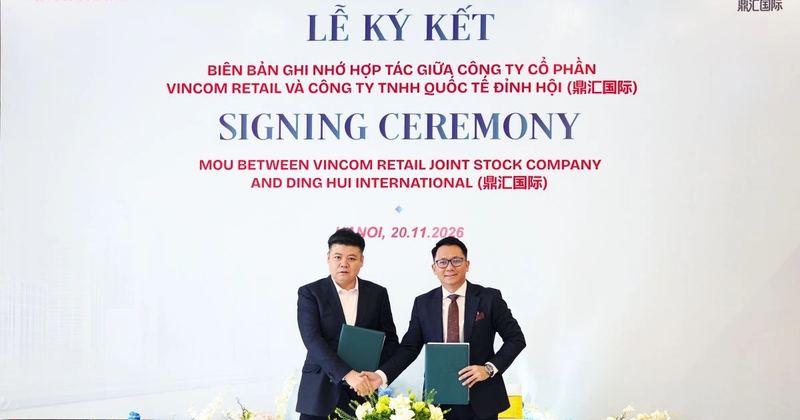 鼎汇国际
LỄ KÝ KẾT
BIÊN BẢN GHI NHỚ HỢP TÁC GIỮA CÔNG TY CỔ PHẦN
VINCOM RETAIL VÀ CÔNG TY TNHH QUỐC TẾ ĐỈNH HỘI (鼎汇国际)
SIGNING CEREMONY
MOU BETWEEN VINCOM RETAIL JOINT STOCK COMPANY
AND DING HUI INTERNATIONAL (鼎汇国际)
HANOI, 20.11.2026